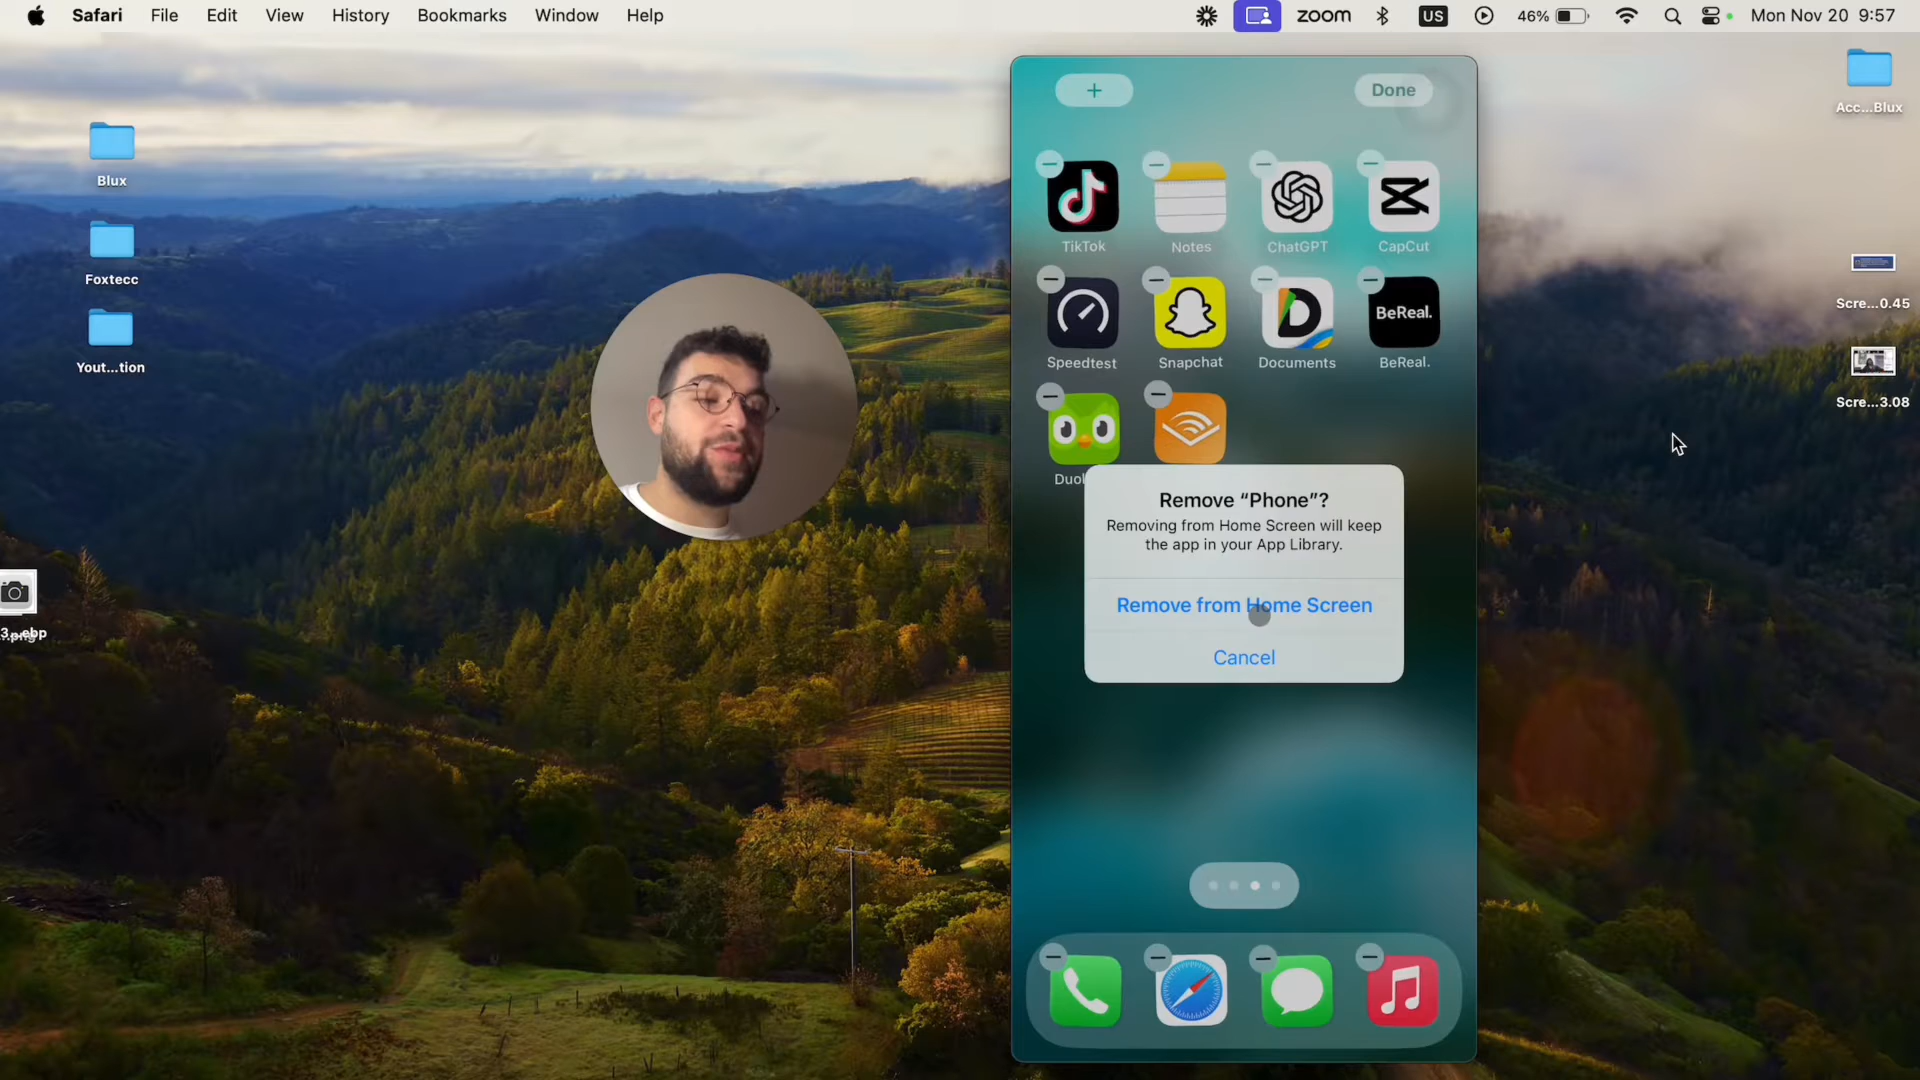 Safari File Edit View History Bookmarks Window Help
zoom US 46% Mon Nov 20 9:57
Blux
Foxtecc
Yout...tion
Acc...Blux
Scre...0.45
Scre...3.08
+ Done
TikTok Notes ChatGPT CapCut
BeReal.
Speedtest Snapchat Documents BeReal.
Duol
Remove “Phone”?
Removing from Home Screen will keep
the app in your App Library.
Remove from Home Screen
Cancel